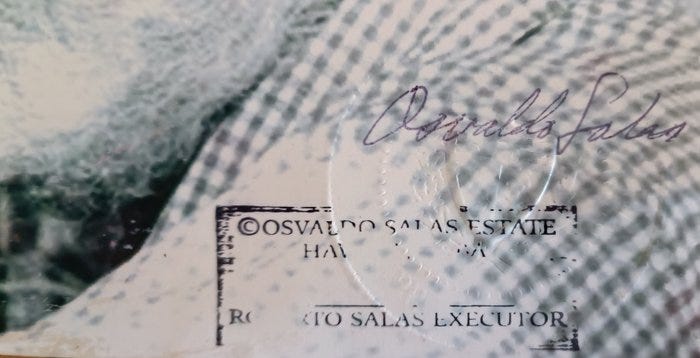 Osvaldo Salas
© OSVALDO SALAS ESTATE
SALAS EXECUTOR